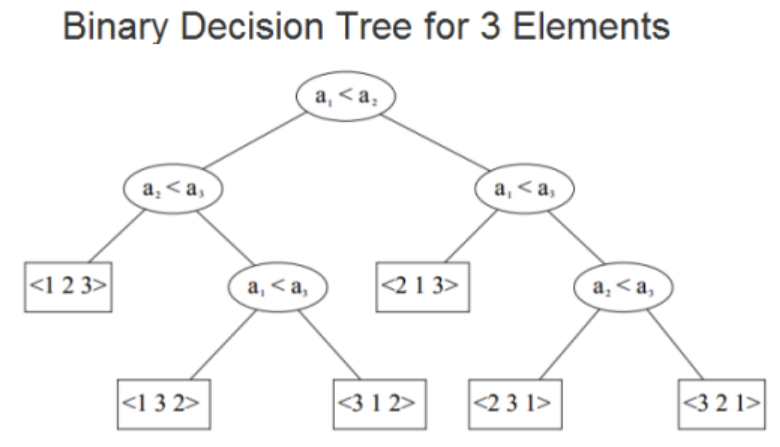 Binary Decision Tree for 3 Elements
a₁ < a₂
a₂ < a₃
a₁ < a₃
<1 2 3>
a₁ < a₃
<2 1 3>
a₂ < a₃
<1 3 2>
<3 1 2>
<2 3 1>
<3 2 1>